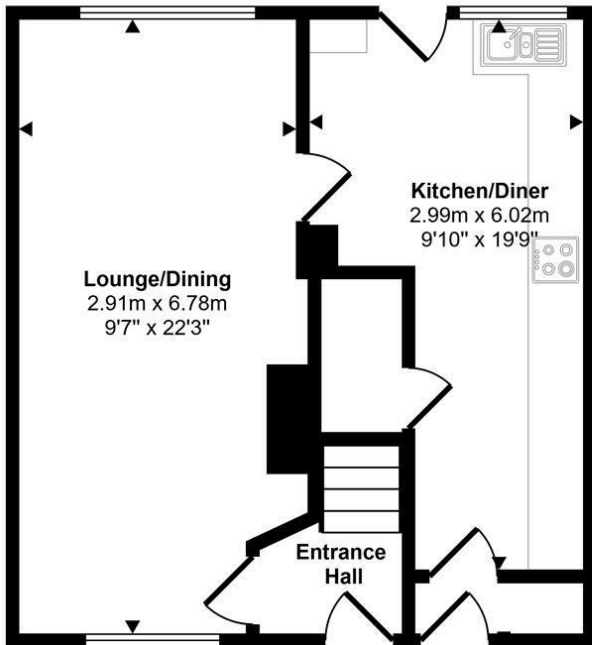 Kitchen/Diner
2.99m x 6.02m
9'10" x 19'9"
Lounge/Dining
2.91m x 6.78m
9'7" x 22'3"
Entrance
Hall